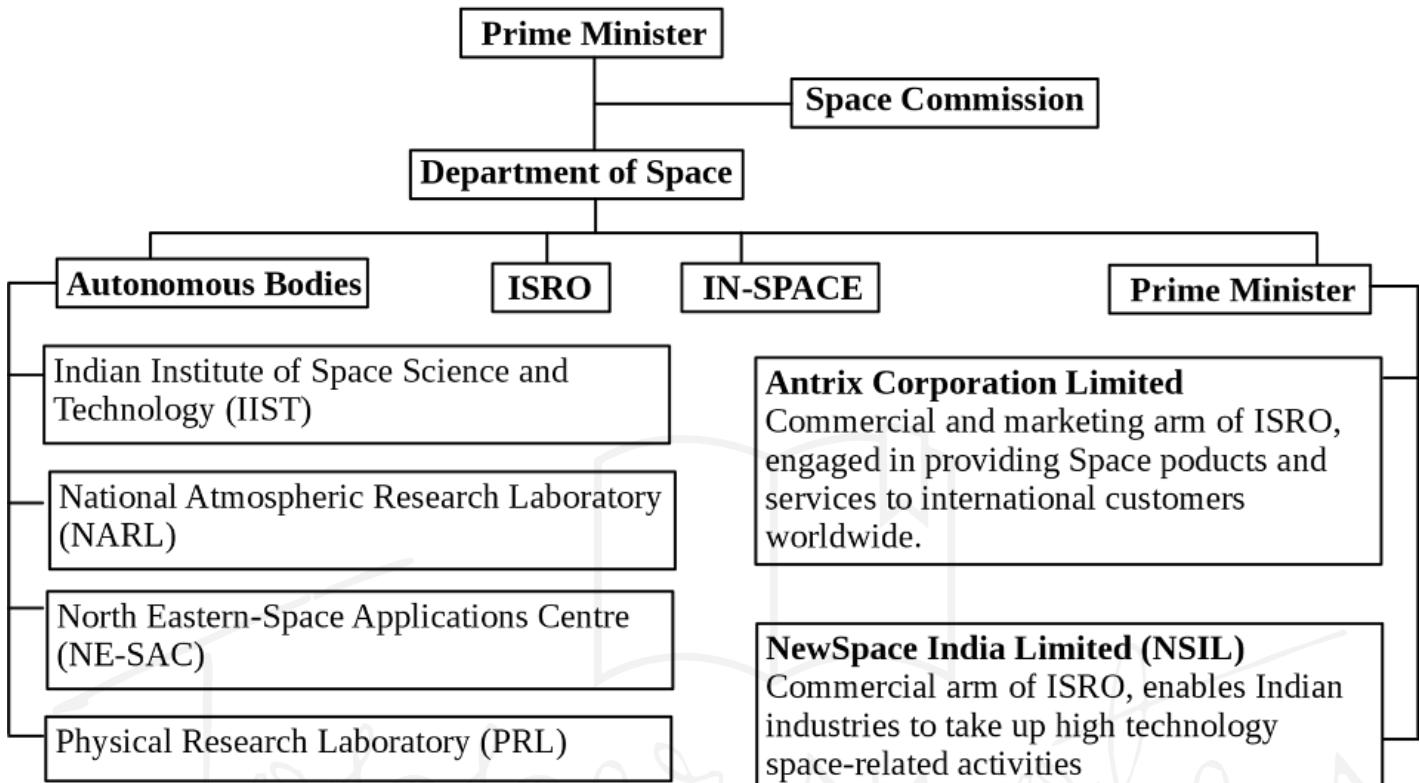 Prime Minister
Space Commission
Department of Space
Autonomous Bodies
ISRO
IN-SPACE
Prime Minister
Indian Institute of Space Science and
Technology (IIST)
National Atmospheric Research Laboratory
(NARL)
North Eastern-Space Applications Centre
(NE-SAC)
Physical Research Laboratory (PRL)
Antrix Corporation Limited
Commercial and marketing arm of ISRO,
engaged in providing Space poducts and
services to international customers
worldwide.
NewSpace India Limited (NSIL)
Commercial arm of ISRO, enables Indian
industries to take up high technology
space-related activities